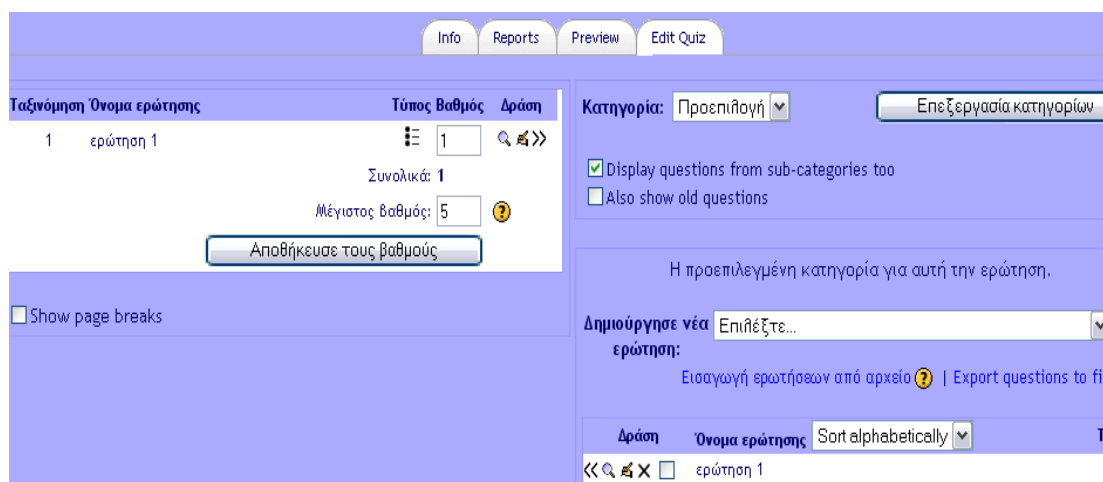 Info Reports Preview Edit Quiz
Ταξινόμηση Όνομα ερώτησης Τύπος Βαθμός Δράση
1 ερώτηση 1 1
Συνολικά: 1
Μέγιστος βαθμός: 5 ?
Αποθήκευσε τους βαθμούς
Show page breaks
Κατηγορία: Προεπιλογή Επεξεργασία κατηγορίων
Display questions from sub-categories too
Also show old questions
Η προεπιλεγμένη κατηγορία για αυτή την ερώτηση.
Δημιούργησε νέα Επιλέξτε...
ερώτηση:
Εισαγωγή ερωτήσεων από αρχείο ? | Export questions to fi
Δράση Όνομα ερώτησης Sort alphabetically Τ
ερώτηση 1